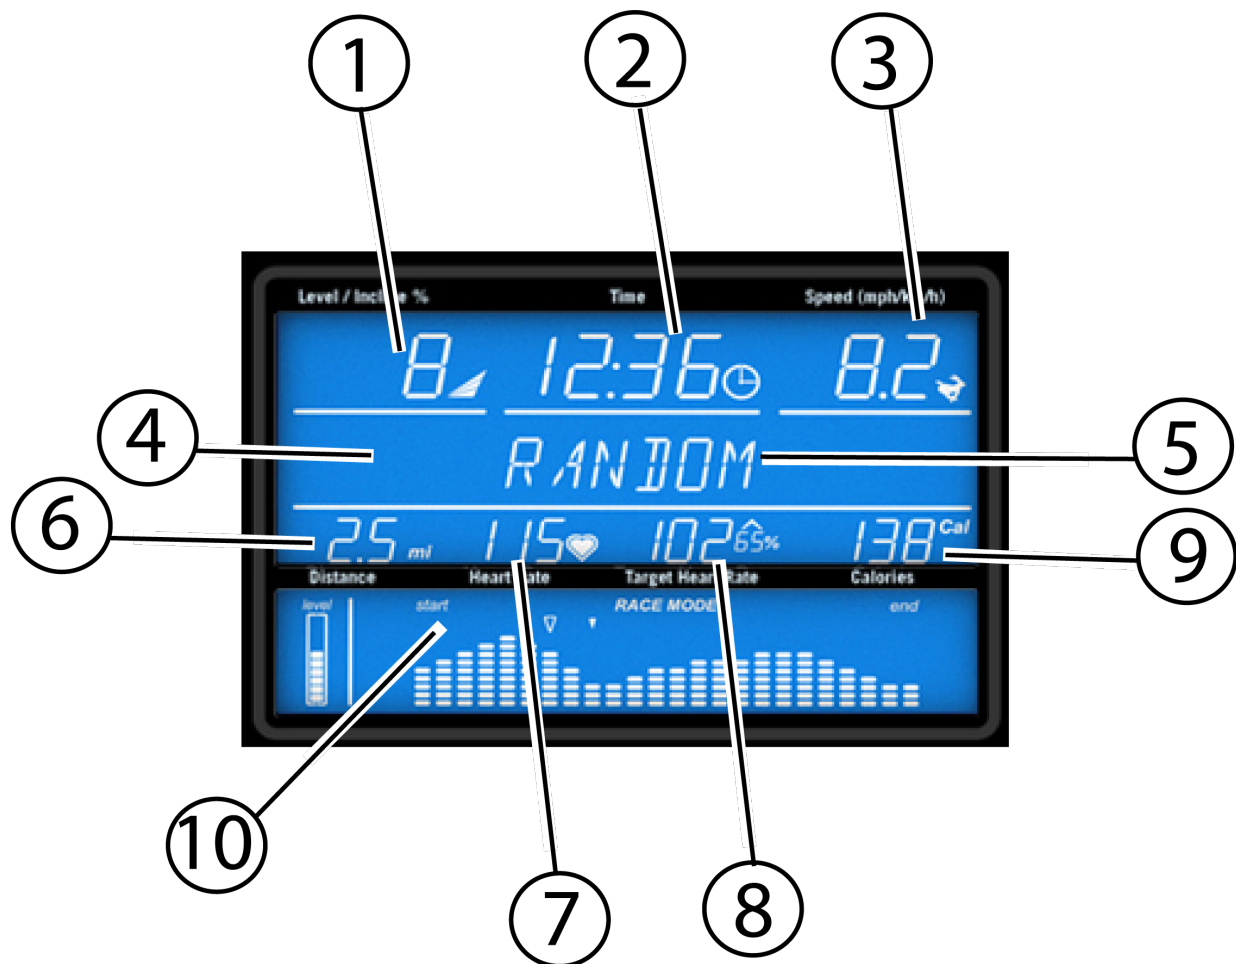 1 2 3
Level / Incline % Time Speed (mph/km/h)
8 12:36 8.2
4 RANDOM 5
6 2.5 mi 115 102 65% 138 Cal 9
Distance Heart Rate Target Heart Rate Calories
level start RACE MODE end
10 7 8